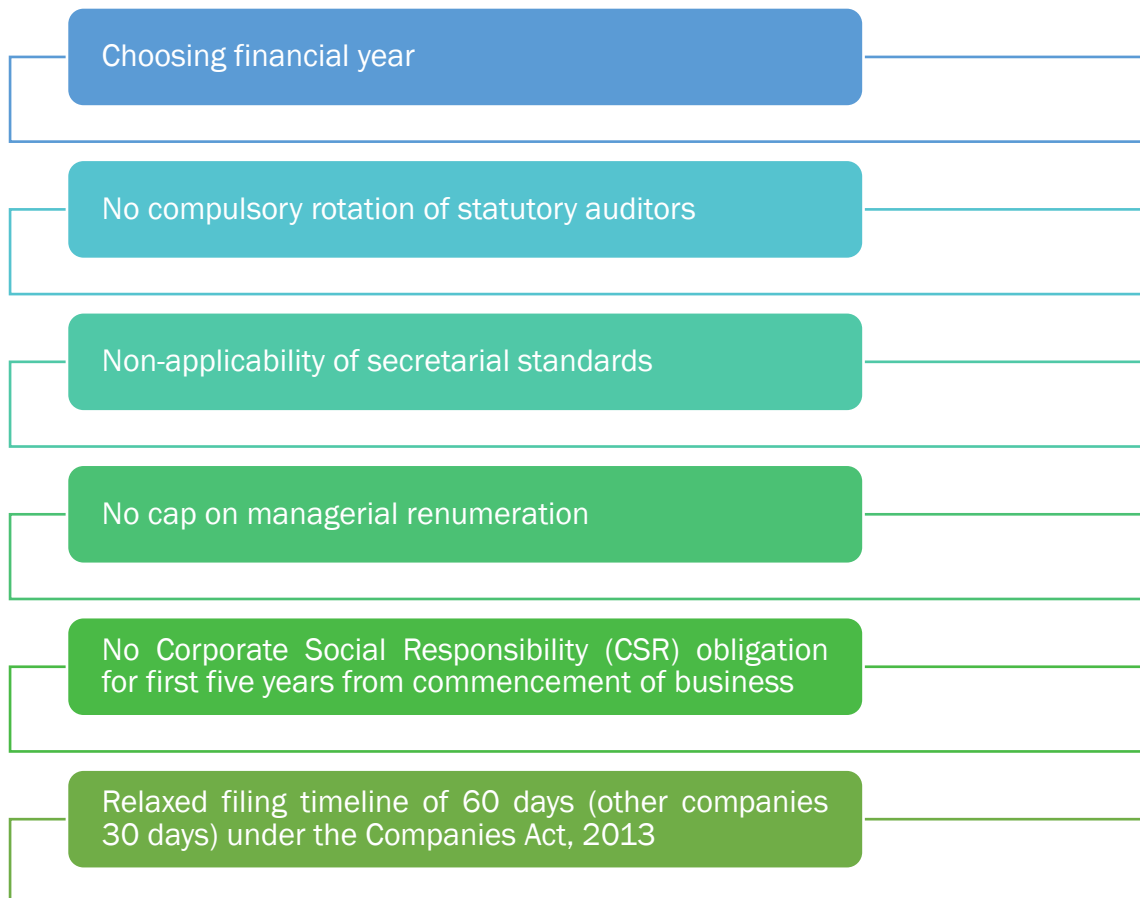 Choosing financial year
No compulsory rotation of statutory auditors
Non-applicability of secretarial standards
No cap on managerial renumeration
No Corporate Social Responsibility (CSR) obligation
for first five years from commencement of business
Relaxed filing timeline of 60 days (other companies
30 days) under the Companies Act, 2013